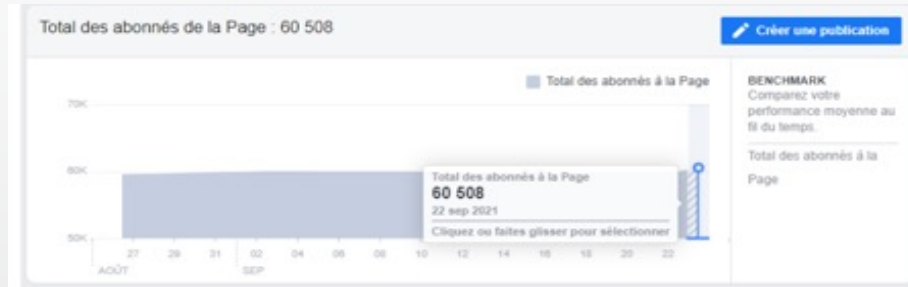 Total des abonnés de la Page : 60 508
Créer une publication
Total des abonnés à la Page
BENCHMARK
Comparez votre
performance moyenne au
fil du temps.
Total des abonnés à la
Page
70K
60K
50K
Total des abonnés à la Page
60 508
22 sep 2021
Cliquez ou faites glisser pour sélectionner
27 29 31 02 04 06 08 10 12 14 16 18 20 22
AOÛT SEP